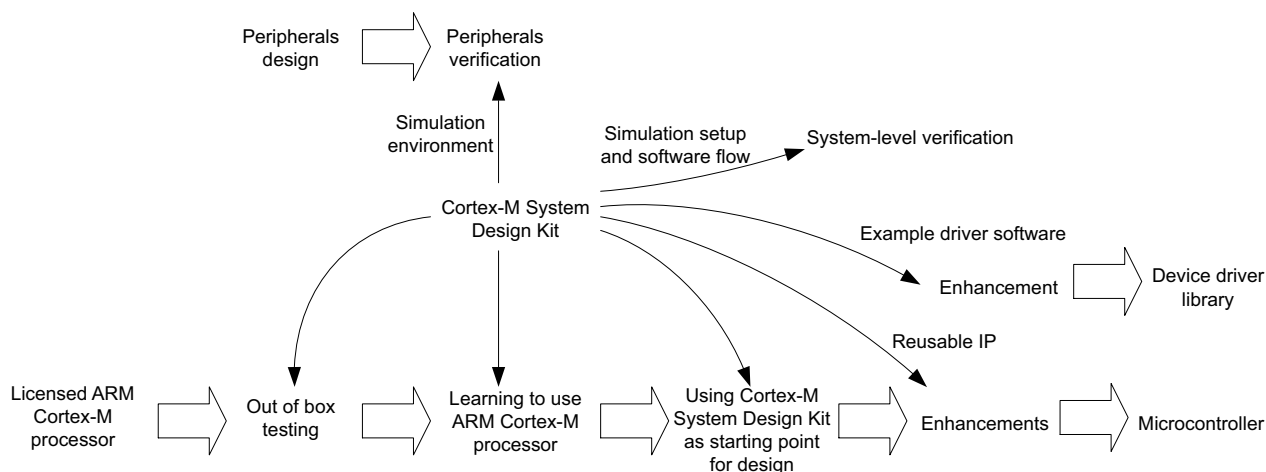 Peripherals
design
Peripherals
verification
Simulation
environment
Simulation setup
and software flow
System-level verification
Cortex-M System
Design Kit
Example driver software
Enhancement
Device driver
library
Reusable IP
Licensed ARM
Cortex-M
processor
Out of box
testing
Learning to use
ARM Cortex-M
processor
Using Cortex-M
System Design Kit
as starting point
for design
Enhancements
Microcontroller